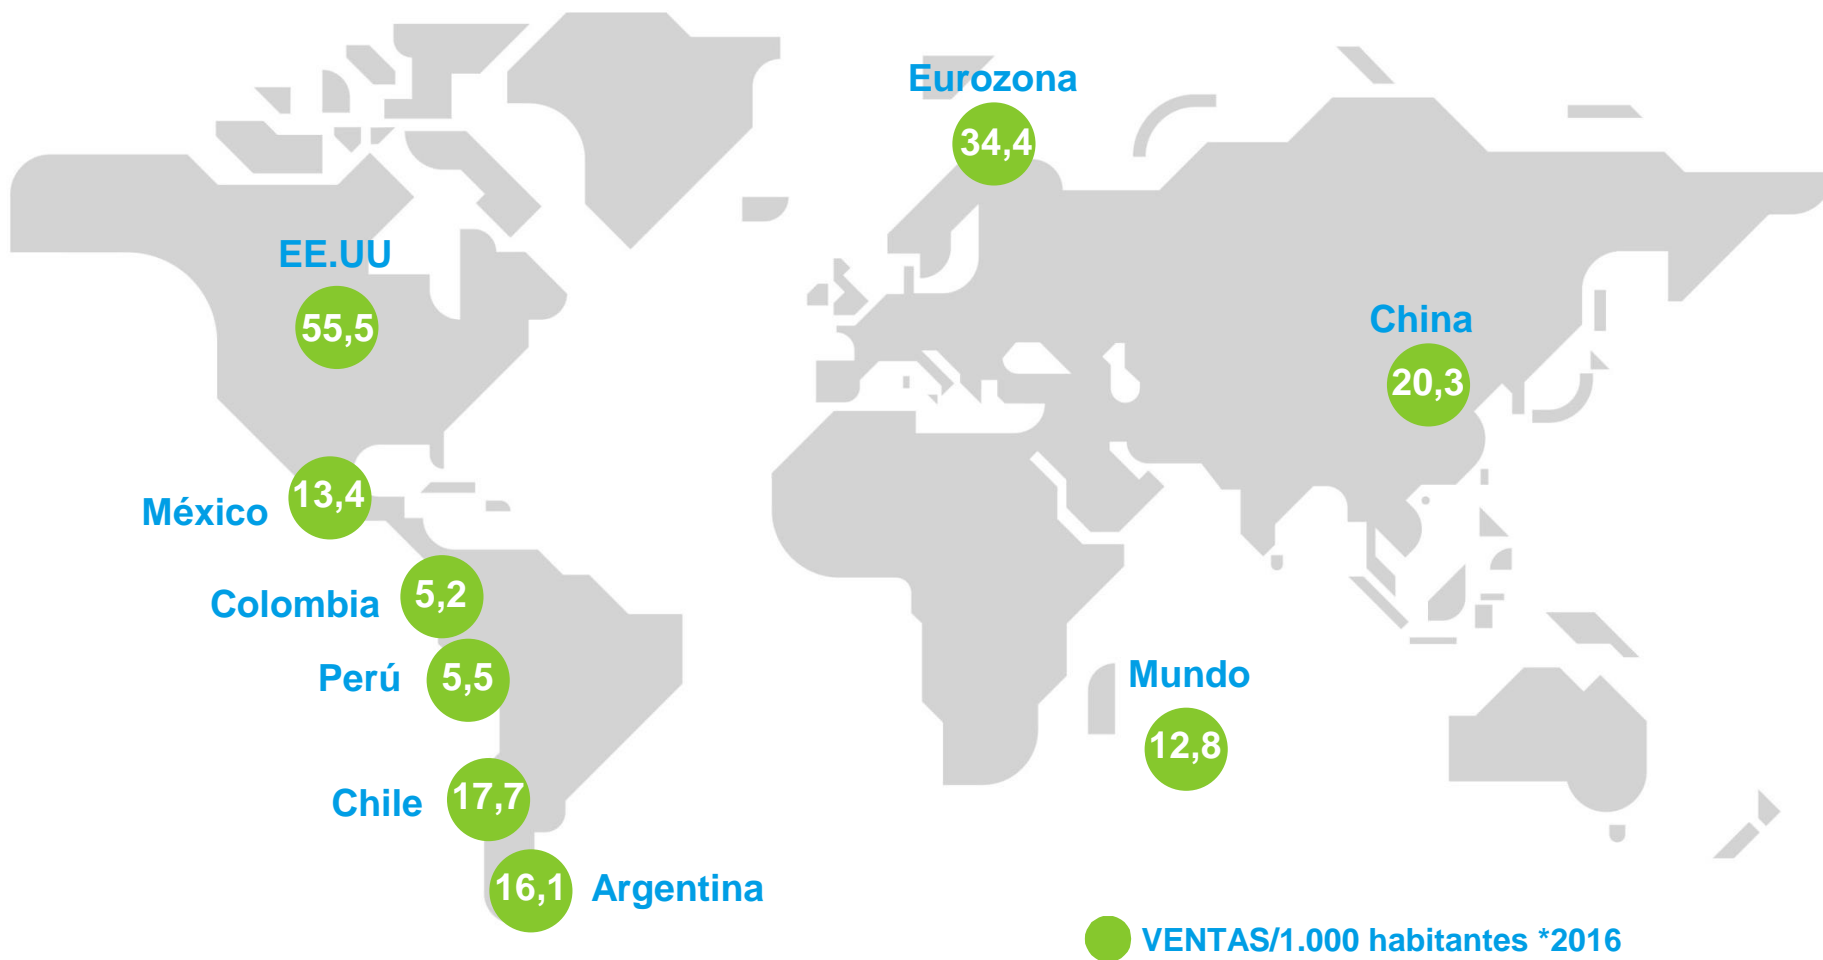 Eurozona
34,4
EE.UU
55,5
China
20,3
México
13,4
Colombia
5,2
Perú
5,5
Mundo
12,8
Chile
17,7
Argentina
16,1
VENTAS/1.000 habitantes *2016